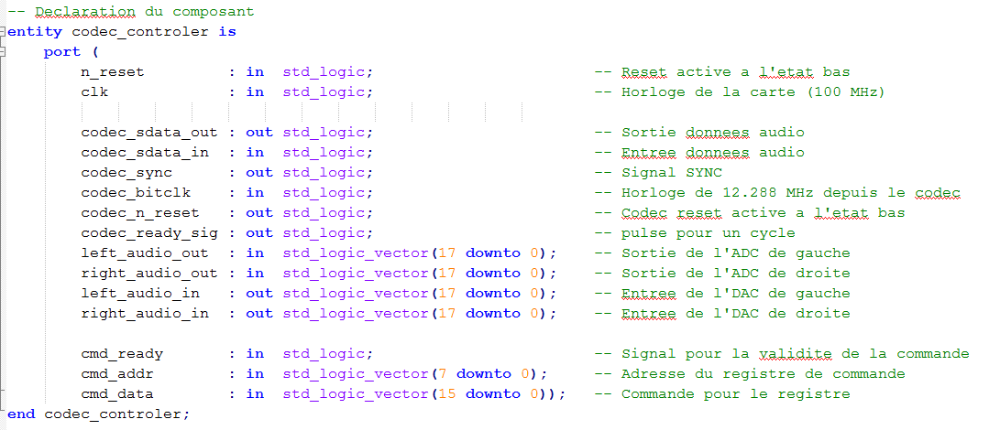 -- Declaration du composant
entity codec_controler is
port (
n_reset : in std_logic; -- Reset active a l'etat bas
clk : in std_logic; -- Horloge de la carte (100 MHz)
codec_sdata_out : out std_logic; -- Sortie donnees audio
codec_sdata_in : in std_logic; -- Entree donnees audio
codec_sync : out std_logic; -- Signal SYNC
codec_bitclk : in std_logic; -- Horloge de 12.288 MHz depuis le codec
codec_n_reset : out std_logic; -- Codec reset active a l'etat bas
codec_ready_sig : out std_logic; -- pulse pour un cycle
left_audio_out : in std_logic_vector(17 downto 0); -- Sortie de l'ADC de gauche
right_audio_out : in std_logic_vector(17 downto 0); -- Sortie de l'ADC de droite
left_audio_in : out std_logic_vector(17 downto 0); -- Entree de l'DAC de gauche
right_audio_in : out std_logic_vector(17 downto 0); -- Entree de l'DAC de droite
cmd_ready : in std_logic; -- Signal pour la validite de la commande
cmd_addr : in std_logic_vector(7 downto 0); -- Adresse du registre de commande
cmd_data : in std_logic_vector(15 downto 0)); -- Commande pour le registre
end codec_controler;